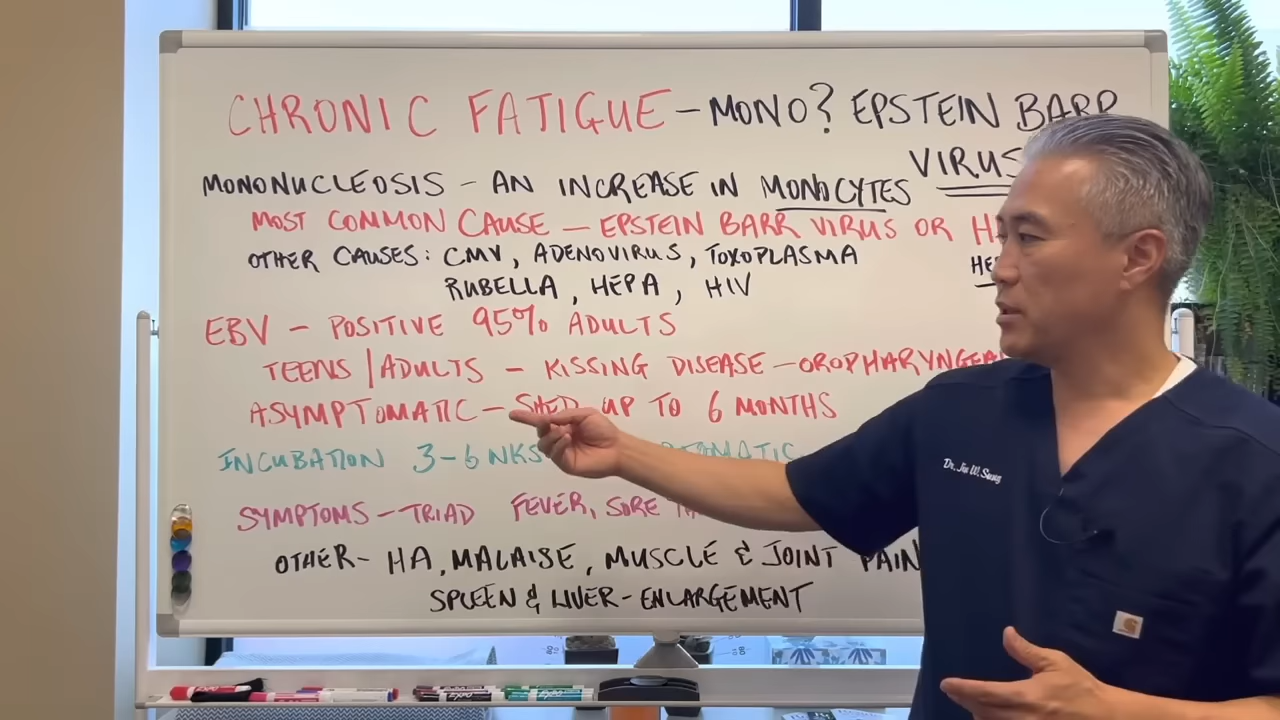 CHRONIC FATIGUE - MONO? EPSTEIN BARR
VIRUS
MONONUCLEOSIS - AN INCREASE IN MONOCYTES
MOST COMMON CAUSE - EPSTEIN BARR VIRUS OR
OTHER CAUSES: CMV, ADENOVIRUS, TOXOPLASMA
RUBELLA, HEPA, HIV
EBV - POSITIVE 95% ADULTS
TEENS/ADULTS - KISSING DISEASE - OROPHARYNGEA
ASYMPTOMATIC - SHED UP TO 6 MONTHS
INCUBATION 3-6 WKS
SYMPTOMS - TRIAD FEVER, SORE
OTHER - HA, MALAISE, MUSCLE & JOINT PAIN
SPLEEN & LIVER - ENLARGEMENT